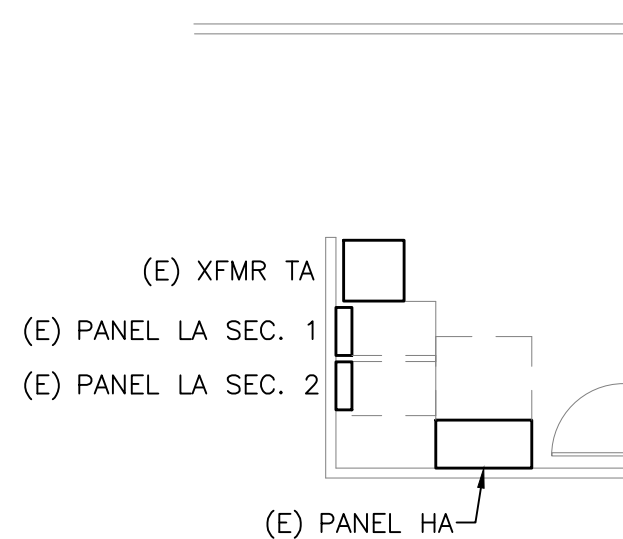 (E) XFMR TA
(E) PANEL LA SEC. 1
(E) PANEL LA SEC. 2
(E) PANEL HA